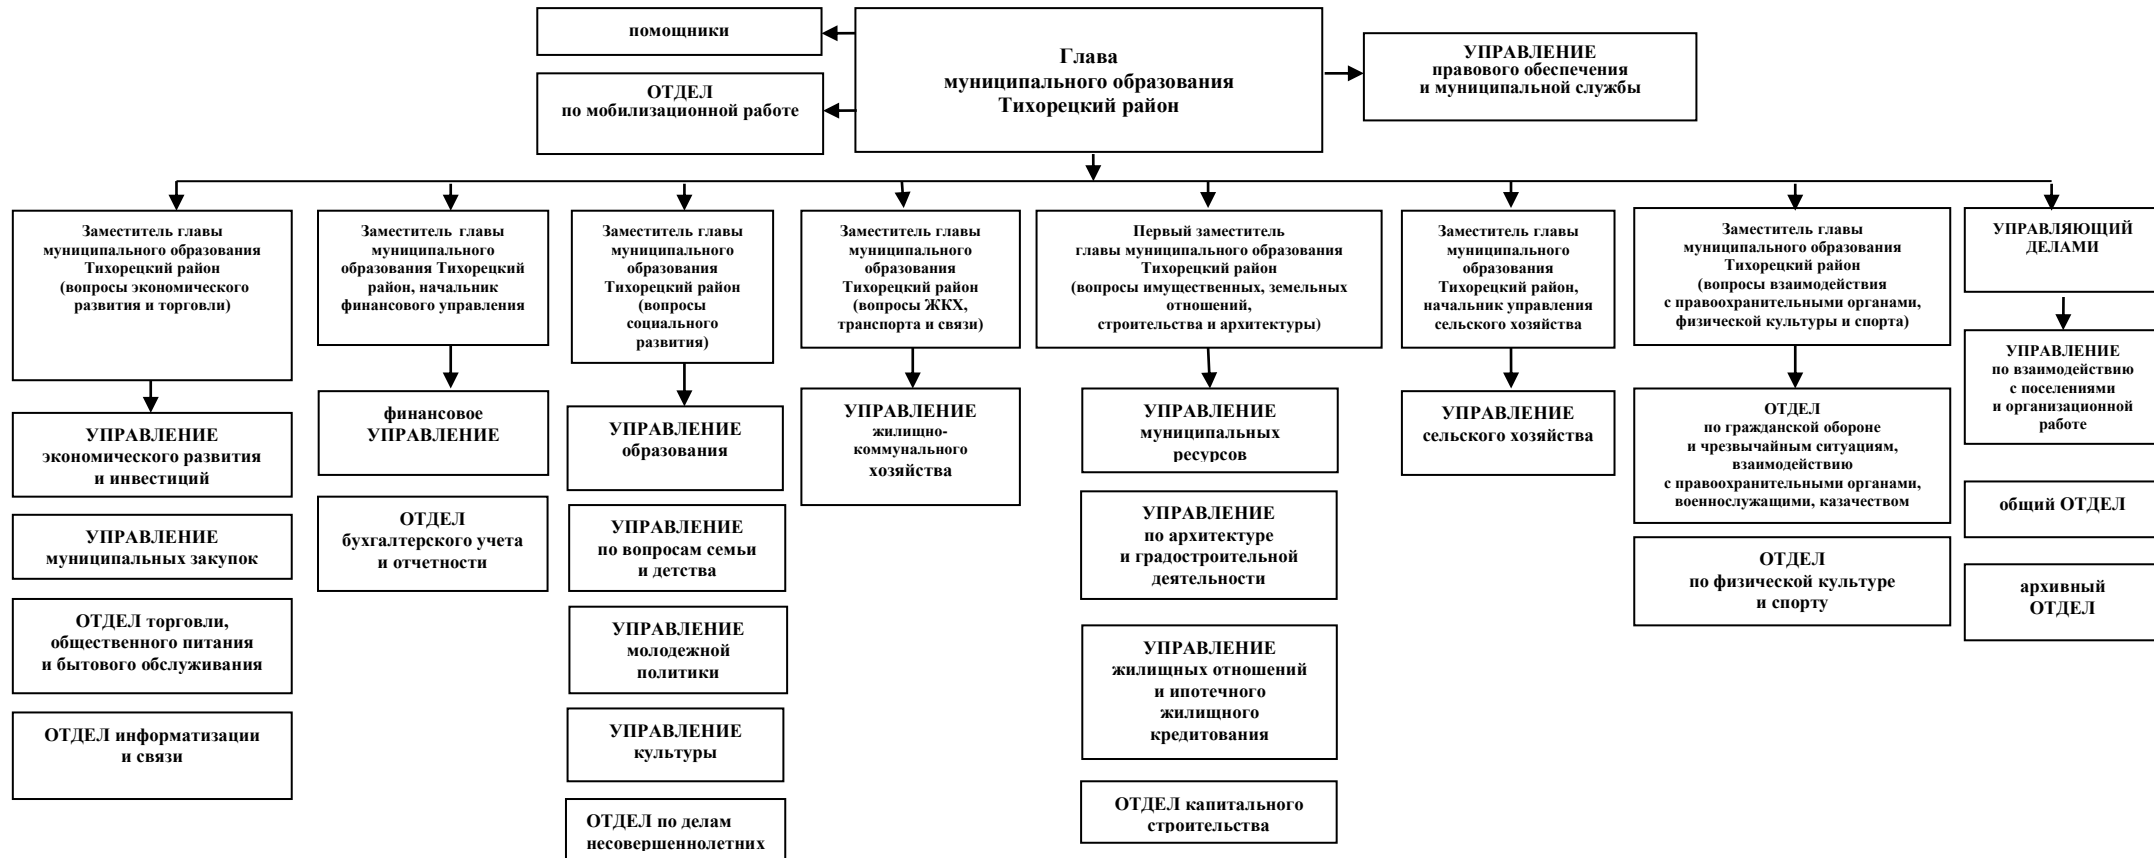 помощники
ОТДЕЛ
по мобилизационной работе
Глава
муниципального образования
Тихорецкий район
УПРАВЛЕНИЕ
правового обеспечения
и муниципальной службы
Заместитель главы
муниципального образования
Тихорецкий район
(вопросы экономического
развития и торговли)
УПРАВЛЕНИЕ
экономического развития
и инвестиций
УПРАВЛЕНИЕ
муниципальных закупок
ОТДЕЛ торговли,
общественного питания
и бытового обслуживания
ОТДЕЛ информатизации
и связи
Заместитель главы
муниципального
образования Тихорецкий
район, начальник
финансового управления
финансовое
УПРАВЛЕНИЕ
ОТДЕЛ
бухгалтерского учета
и отчетности
Заместитель главы
муниципального
образования
Тихорецкий район
(вопросы
социального
развития)
УПРАВЛЕНИЕ
образования
УПРАВЛЕНИЕ
по вопросам семьи
и детства
УПРАВЛЕНИЕ
молодежной
политики
УПРАВЛЕНИЕ
культуры
ОТДЕЛ по делам
несовершеннолетних
Заместитель главы
муниципального
образования
Тихорецкий район
(вопросы ЖКХ,
транспорта и связи)
УПРАВЛЕНИЕ
жилищно-
коммунального
хозяйства
Первый заместитель
главы муниципального образования
Тихорецкий район
(вопросы имущественных, земельных
отношений,
строительства и архитектуры)
УПРАВЛЕНИЕ
муниципальных
ресурсов
УПРАВЛЕНИЕ
по архитектуре
и градостроительной
деятельности
УПРАВЛЕНИЕ
жилищных отношений
и ипотечного
жилищного
кредитования
ОТДЕЛ капитального
строительства
Заместитель главы
муниципального
образования
Тихорецкий район,
начальник управления
сельского хозяйства
УПРАВЛЕНИЕ
сельского хозяйства
Заместитель главы
муниципального образования
Тихорецкий район
(вопросы взаимодействия
с правоохранительными органами,
физической культуры и спорта)
ОТДЕЛ
по гражданской обороне
и чрезвычайным ситуациям,
взаимодействию
с правоохранительными органами,
военнослужащими, казачеством
ОТДЕЛ
по физической культуре
и спорту
УПРАВЛЯЮЩИЙ
ДЕЛАМИ
УПРАВЛЕНИЕ
по взаимодействию
с поселениями
и организационной
работе
общий ОТДЕЛ
архивный
ОТДЕЛ